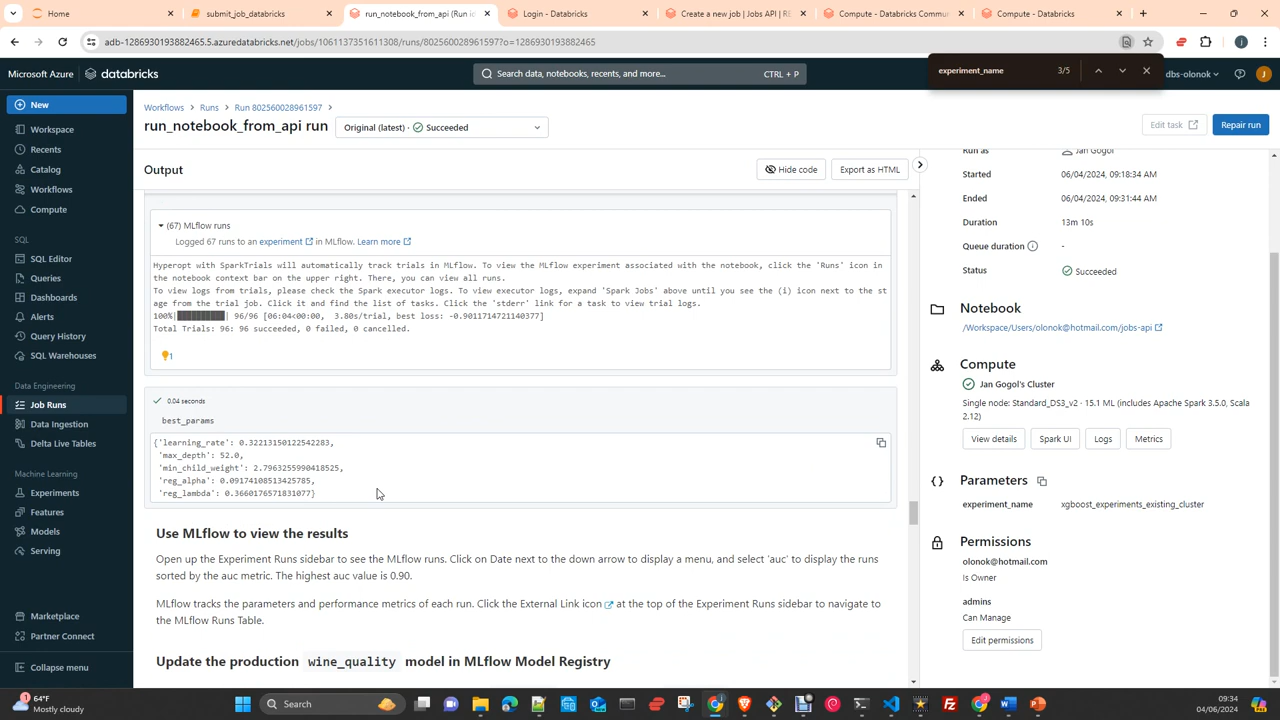 Home
submit_job_databricks
run_notebook_from_api (Run id
Login - Databricks
Create a new job | Jobs API | RE
Compute - Databricks Commun
Compute - Databricks
adb-1286930193882465.5.azuredatabricks.net/jobs/1061137351611308/runs/802560028961597?o=1286930193882465
experiment_name
3/5
Microsoft Azure
databricks
Search data, notebooks, recents, and more...
CTRL + P
dbs-olonok
J
New
Workspace
Recents
Catalog
Workflows
Compute
SQL
SQL Editor
Queries
Dashboards
Alerts
Query History
SQL Warehouses
Data Engineering
Job Runs
Data Ingestion
Delta Live Tables
Machine Learning
Experiments
Features
Models
Serving
Marketplace
Partner Connect
Collapse menu
Workflows > Runs > Run 802560028961597 >
run_notebook_from_api run
Original (latest) · Succeeded
Edit task
Repair run
Output
Hide code
Export as HTML
(67) MLflow runs
Logged 67 runs to an experiment in MLflow. Learn more
Hyperopt with SparkTrials will automatically track trials in MLflow. To view the MLflow experiment associated with the notebook, click the 'Runs' icon in
the notebook context bar on the upper right. There, you can view all runs.
To view logs from trials, please check the Spark executor logs. To view executor logs, expand 'Spark Jobs' above until you see the (i) icon next to the st
age from the trial job. Click it and find the list of tasks. Click the 'stderr' link for a task to view trial logs.
100%|██████████| 96/96 [06:04<00:00, 3.80s/trial, best loss: -0.9011714721140377]
Total Trials: 96: 96 succeeded, 0 failed, 0 cancelled.
1
0.04 seconds
best_params
{'learning_rate': 0.32213150122542283,
'max_depth': 52.0,
'min_child_weight': 2.7963255990418525,
'reg_alpha': 0.09174108513425785,
'reg_lambda': 0.3660176571831077}
Use MLflow to view the results
Open up the Experiment Runs sidebar to see the MLflow runs. Click on Date next to the down arrow to display a menu, and select 'auc' to display the runs
sorted by the auc metric. The highest auc value is 0.90.
MLflow tracks the parameters and performance metrics of each run. Click the External Link icon at the top of the Experiment Runs sidebar to navigate to
the MLflow Runs Table.
Update the production wine_quality model in MLflow Model Registry
Run as
Jan Gogol
Started
06/04/2024, 09:18:34 AM
Ended
06/04/2024, 09:31:44 AM
Duration
13m 10s
Queue duration
-
Status
Succeeded
Notebook
/Workspace/Users/olonok@hotmail.com/jobs-api
Compute
Jan Gogol's Cluster
Single node: Standard_DS3_v2 · 15.1 ML (includes Apache Spark 3.5.0, Scala
2.12)
View details
Spark UI
Logs
Metrics
Parameters
experiment_name
xgboost_experiments_existing_cluster
Permissions
olonok@hotmail.com
Is Owner
admins
Can Manage
Edit permissions
64°F
Mostly cloudy
Search
09:34
04/06/2024